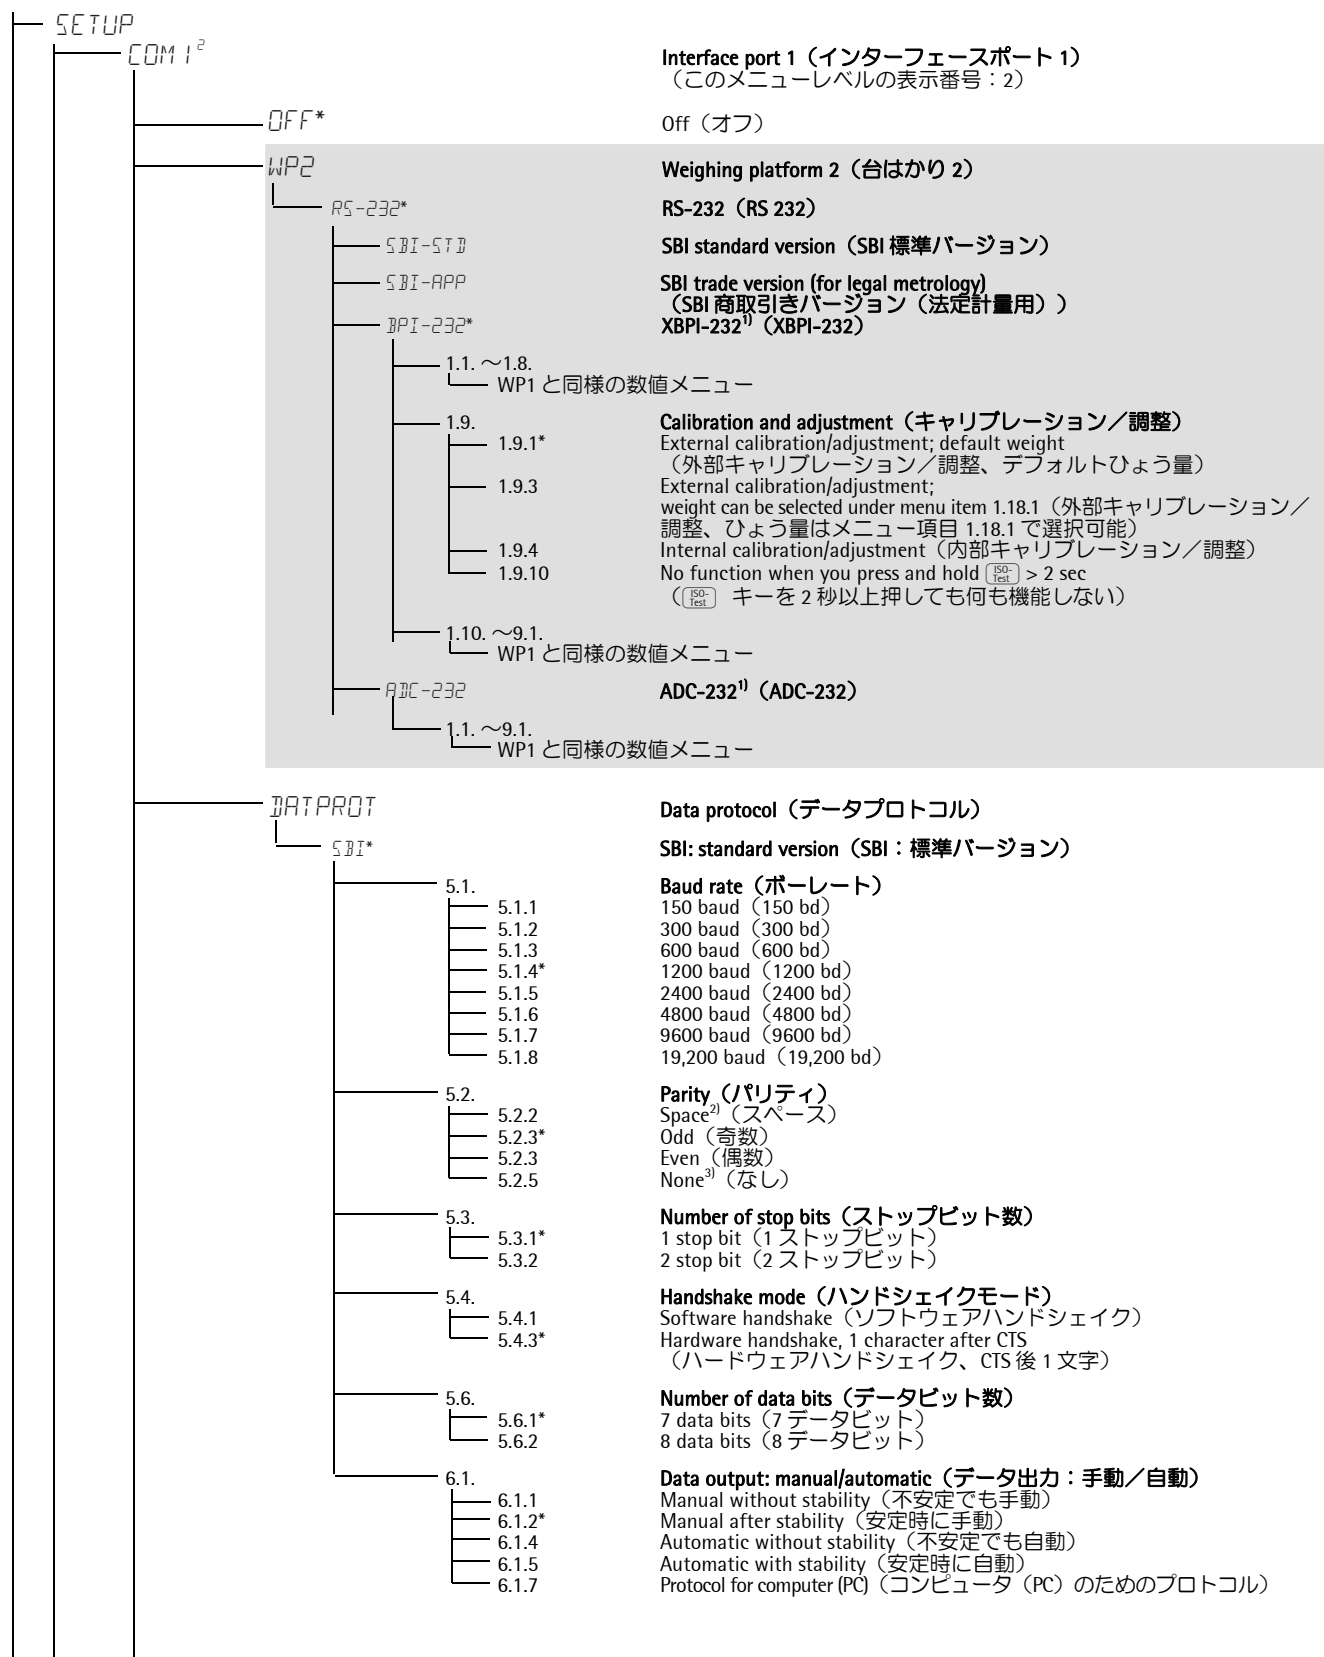 SETUP
COM1²
Interface port 1（インターフェースポート 1）
（このメニューレベルの表示番号：2）
OFF*
Off（オフ）
WP2
Weighing platform 2（台はかり 2）
RS-232*
RS-232（RS 232）
SBI-STD
SBI standard version（SBI 標準バージョン）
SBI-APP
SBI trade version (for legal metrology)
（SBI 商取引きバージョン（法定計量用））
BPI-232*
XBPI-232¹⁾（XBPI-232）
1.1. ～1.8.
WP1 と同様の数値メニュー
1.9.
Calibration and adjustment（キャリブレーション／調整）
1.9.1*
External calibration/adjustment; default weight
（外部キャリブレーション／調整、デフォルトひょう量）
1.9.3
External calibration/adjustment;
weight can be selected under menu item 1.18.1（外部キャリブレーション／
調整、ひょう量はメニュー項目 1.18.1 で選択可能）
1.9.4
Internal calibration/adjustment（内部キャリブレーション／調整）
1.9.10
No function when you press and hold ISO-Test > 2 sec
（ISO-Test キーを 2 秒以上押しても何も機能しない）
1.10. ～9.1.
WP1 と同様の数値メニュー
ADC-232
ADC-232¹⁾（ADC-232）
1.1. ～9.1.
WP1 と同様の数値メニュー
DATPROT
Data protocol（データプロトコル）
SBI*
SBI: standard version（SBI：標準バージョン）
5.1.
Baud rate（ボーレート）
5.1.1
150 baud（150 bd）
5.1.2
300 baud（300 bd）
5.1.3
600 baud（600 bd）
5.1.4*
1200 baud（1200 bd）
5.1.5
2400 baud（2400 bd）
5.1.6
4800 baud（4800 bd）
5.1.7
9600 baud（9600 bd）
5.1.8
19,200 baud（19,200 bd）
5.2.
Parity（パリティ）
5.2.2
Space²⁾（スペース）
5.2.3*
Odd（奇数）
5.2.3
Even（偶数）
5.2.5
None³⁾（なし）
5.3.
Number of stop bits（ストップビット数）
5.3.1*
1 stop bit（1 ストップビット）
5.3.2
2 stop bit（2 ストップビット）
5.4.
Handshake mode（ハンドシェイクモード）
5.4.1
Software handshake（ソフトウェアハンドシェイク）
5.4.3*
Hardware handshake, 1 character after CTS
（ハードウェアハンドシェイク、CTS 後 1 文字）
5.6.
Number of data bits（データビット数）
5.6.1*
7 data bits（7 データビット）
5.6.2
8 data bits（8 データビット）
6.1.
Data output: manual/automatic（データ出力：手動／自動）
6.1.1
Manual without stability（不安定でも手動）
6.1.2*
Manual after stability（安定時に手動）
6.1.4
Automatic without stability（不安定でも自動）
6.1.5
Automatic with stability（安定時に自動）
6.1.7
Protocol for computer (PC)（コンピュータ（PC）のためのプロトコル）